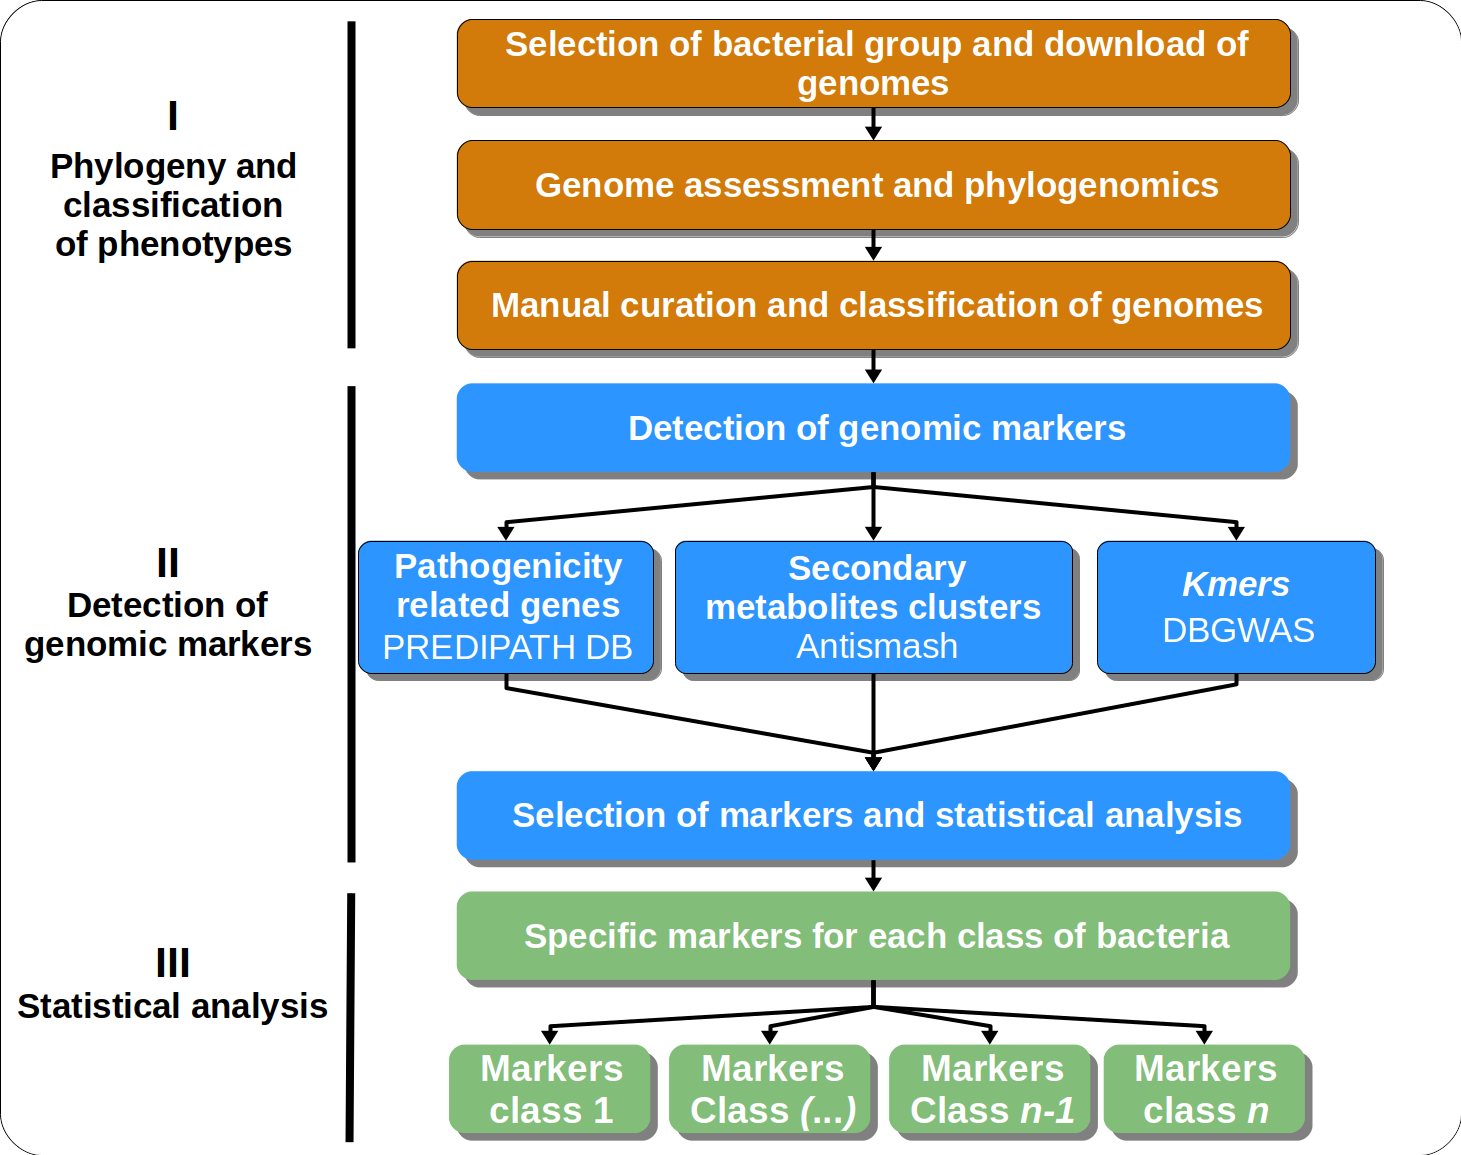 I
Phylogeny and
classification
of phenotypes
Selection of bacterial group and download of
genomes
Genome assessment and phylogenomics
Manual curation and classification of genomes
II
Detection of
genomic markers
Detection of genomic markers
Pathogenicity
related genes
PREDIPATH DB
Secondary
metabolites clusters
Antismash
Kmers
DBGWAS
Selection of markers and statistical analysis
III
Statistical analysis
Specific markers for each class of bacteria
Markers
class 1
Markers
Class (...)
Markers
Class n-1
Markers
class n